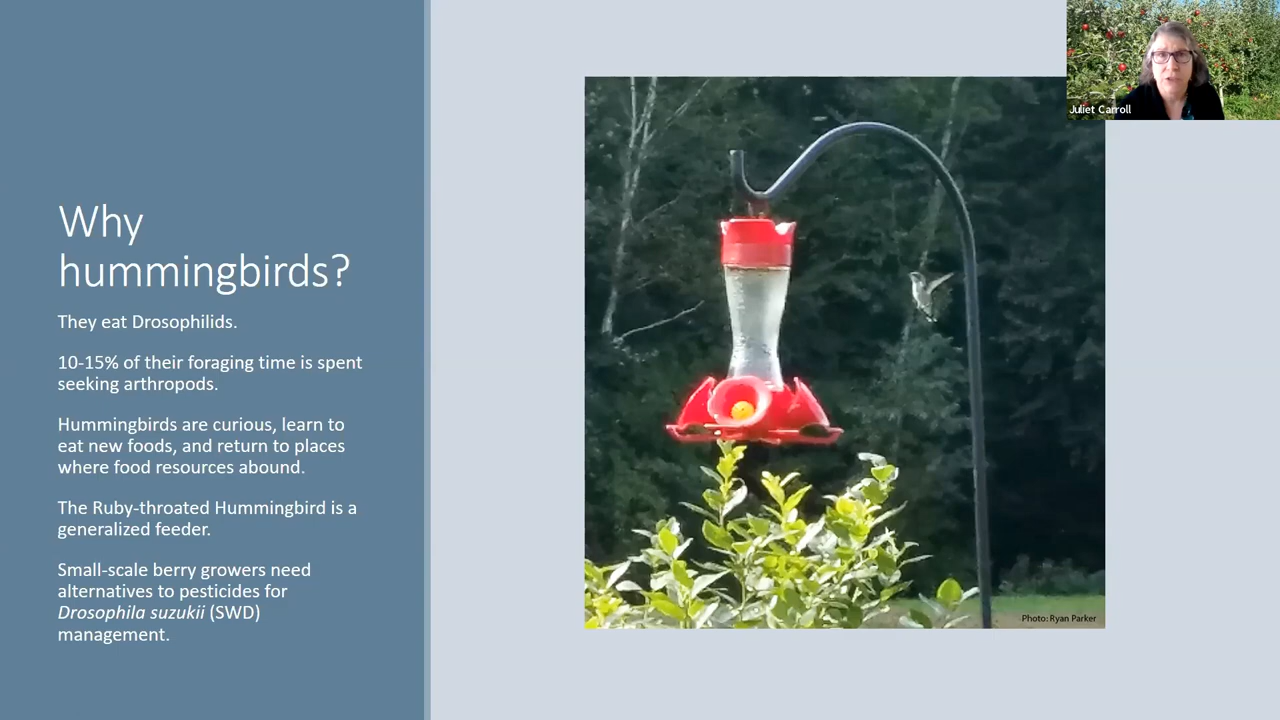 Why
hummingbirds?
They eat Drosophilids.
10-15% of their foraging time is spent
seeking arthropods.
Hummingbirds are curious, learn to
eat new foods, and return to places
where food resources abound.
The Ruby-throated Hummingbird is a
generalized feeder.
Small-scale berry growers need
alternatives to pesticides for
Drosophila suzukii (SWD)
management.
Juliet Carroll
Photo: Ryan Parker